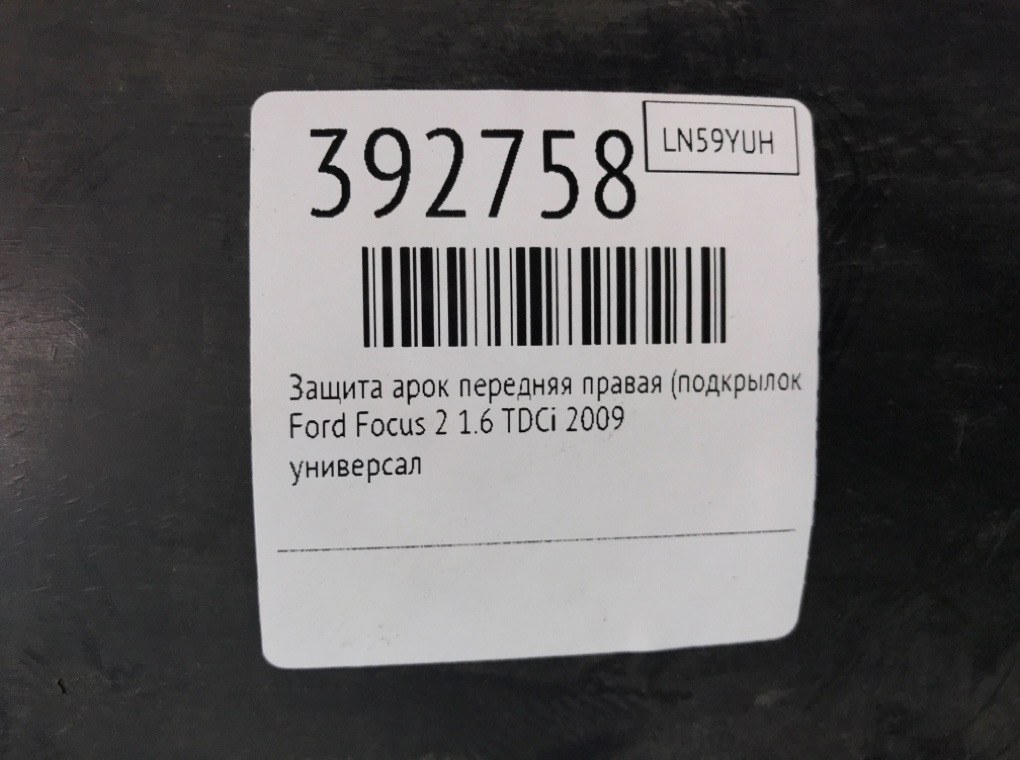 392758
LN59YUH
Защита арок передняя правая (подкрылок
Ford Focus 2 1.6 TDCi 2009
универсал